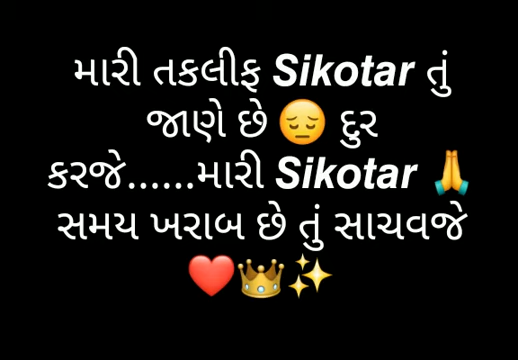 મારી તકલીફ Sikotar તું
જાણે છે 😔 દુર
કરજે......મારી Sikotar 🙏
સમય ખરાબ છે તું સાચવજે
❤️👑✨